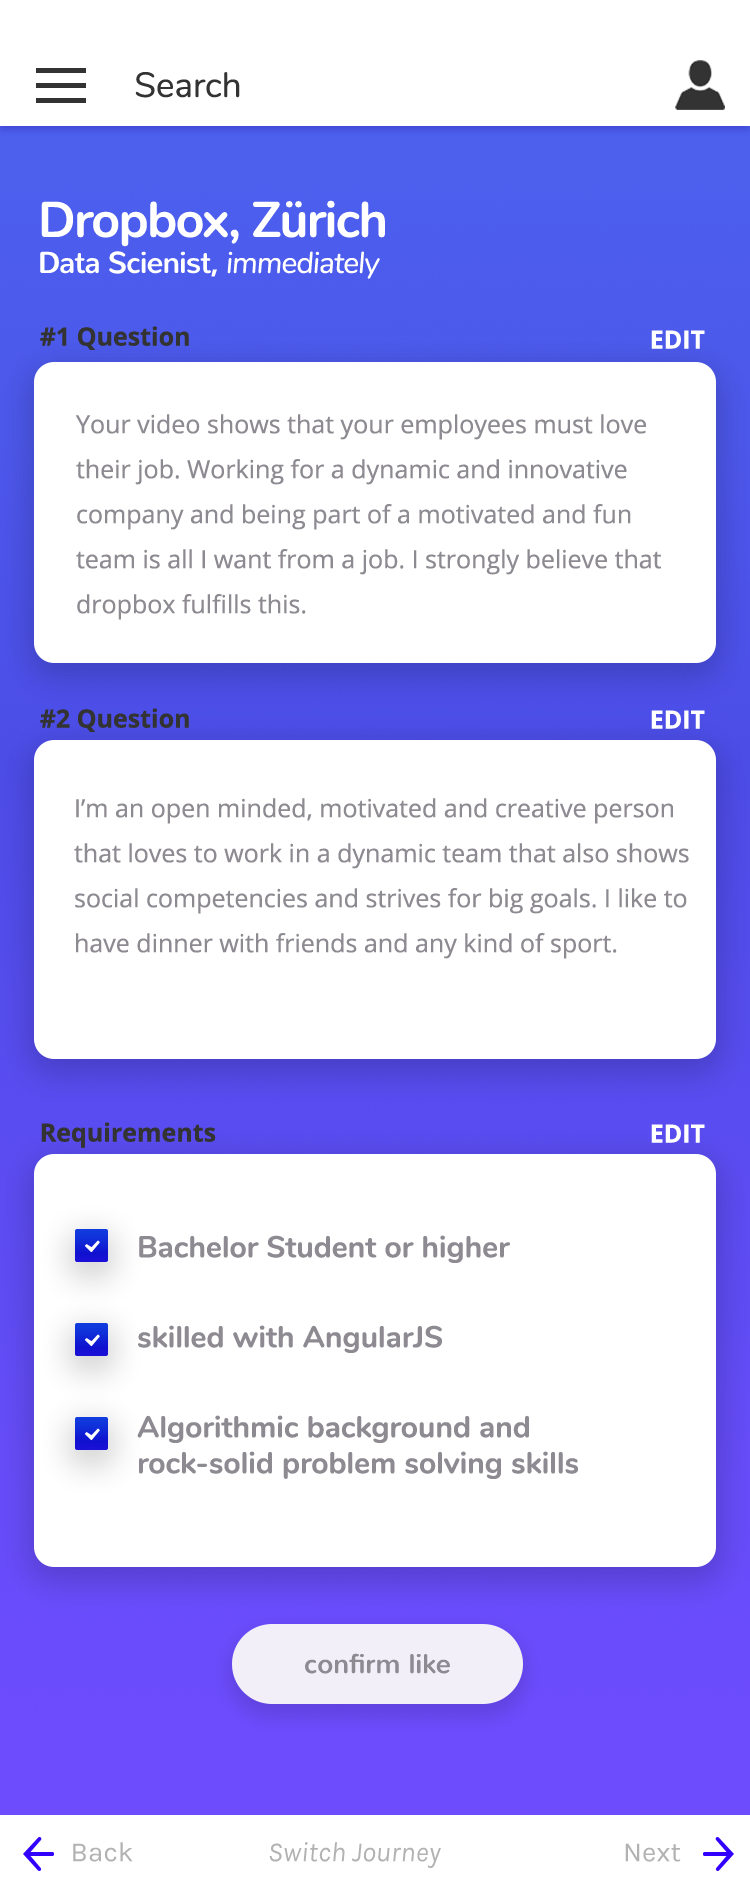 Search
Dropbox, Zürich
Data Scienist, immediately
#1 Question
EDIT
Your video shows that your employees must love
their job. Working for a dynamic and innovative
company and being part of a motivated and fun
team is all I want from a job. I strongly believe that
dropbox fulfills this.
#2 Question
EDIT
I’m an open minded, motivated and creative person
that loves to work in a dynamic team that also shows
social competencies and strives for big goals. I like to
have dinner with friends and any kind of sport.
Requirements
EDIT
Bachelor Student or higher
skilled with AngularJS
Algorithmic background and
rock-solid problem solving skills
confirm like
Back
Switch Journey
Next